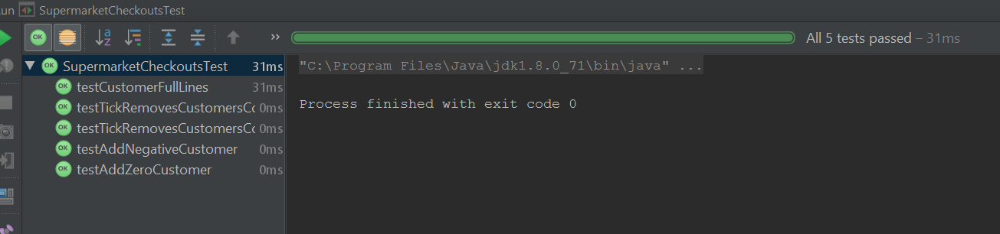 un SupermarketCheckoutsTest
OK a z » All 5 tests passed – 31ms
OK SupermarketCheckoutsTest 31ms
OK testCustomerFullLines 31ms
OK testTickRemovesCustomersCo 0ms
OK testTickRemovesCustomersCo 0ms
OK testAddNegativeCustomer 0ms
OK testAddZeroCustomer 0ms
"C:\Program Files\Java\jdk1.8.0_71\bin\java" ...
Process finished with exit code 0